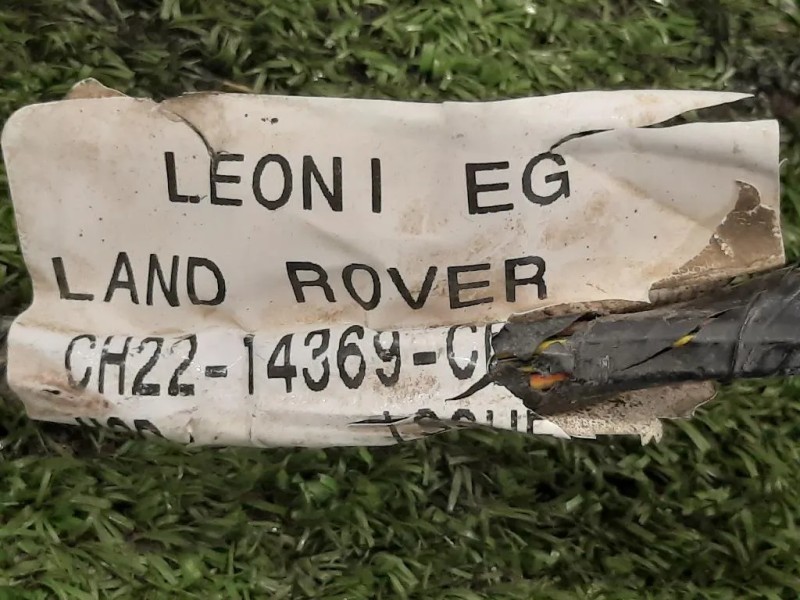 LEONI EG
LAND ROVER
CH22-14369-C